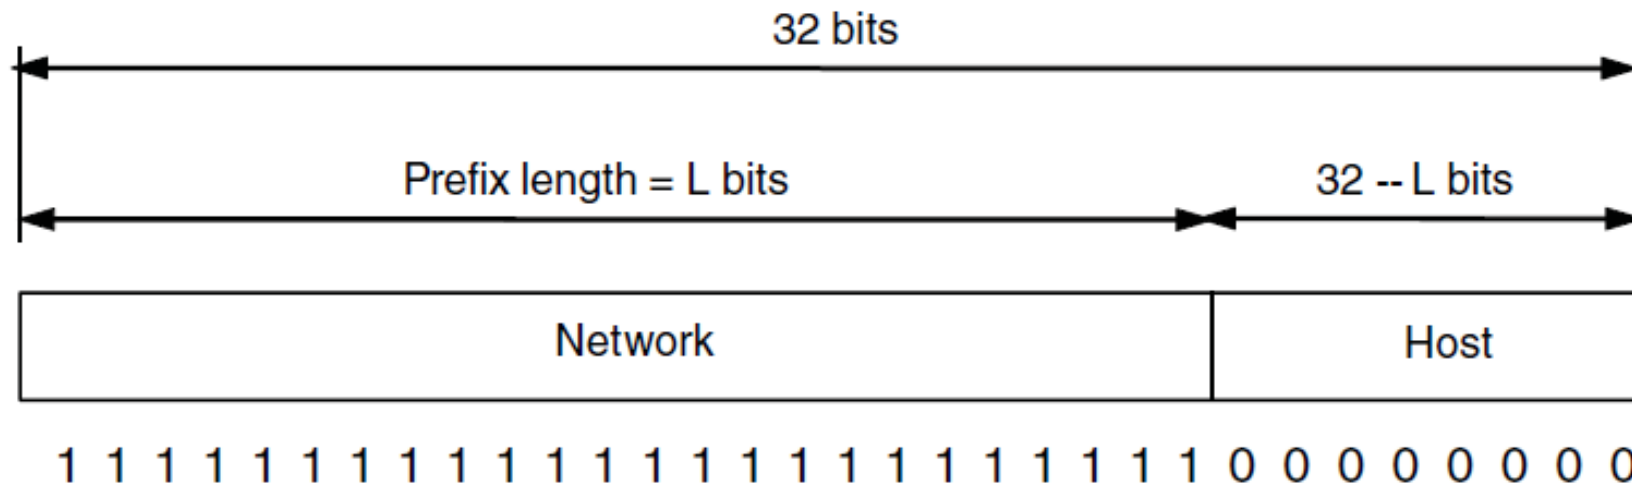 32 bits
Prefix length = L bits 32 -- L bits
Network Host
1 1 1 1 1 1 1 1 1 1 1 1 1 1 1 1 1 1 1 1 1 1 1 1 0 0 0 0 0 0 0 0